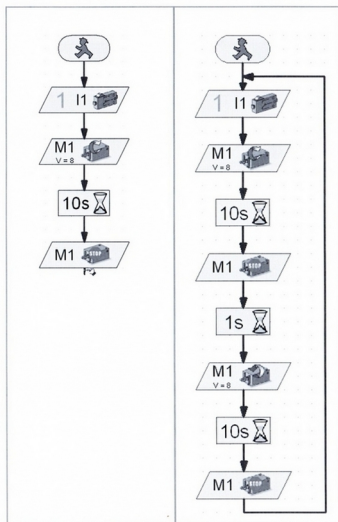 1 I1
M1
V = 8
10s
M1 STOP
1 I1
M1
V = 8
10s
M1 STOP
1s
M1
V = 8
10s
M1 STOP